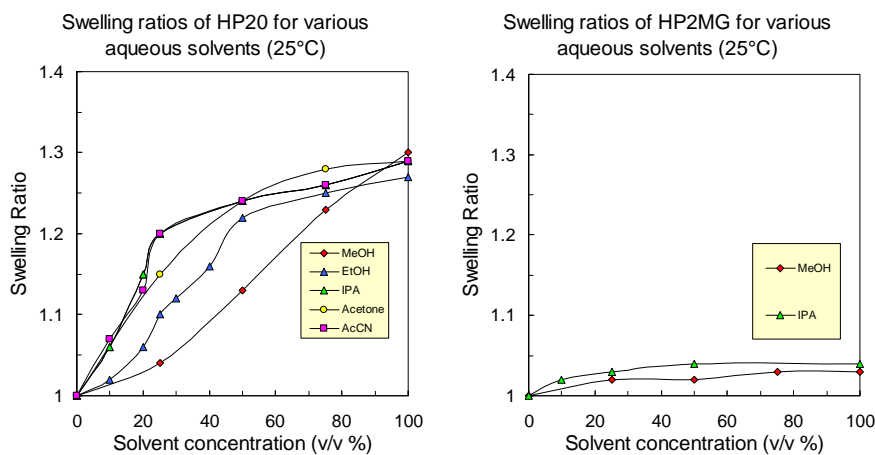 Swelling ratios of HP20 for various
aqueous solvents (25°C)
1.4
1.3
1.2
1.1
1
Swelling Ratio
MeOH
EtOH
IPA
Acetone
AcCN
0
20
40
60
80
100
Solvent concentration (v/v %)
Swelling ratios of HP2MG for various
aqueous solvents (25°C)
1.4
1.3
1.2
1.1
1
Swelling Ratio
MeOH
IPA
0
20
40
60
80
100
Solvent concentration (v/v %)